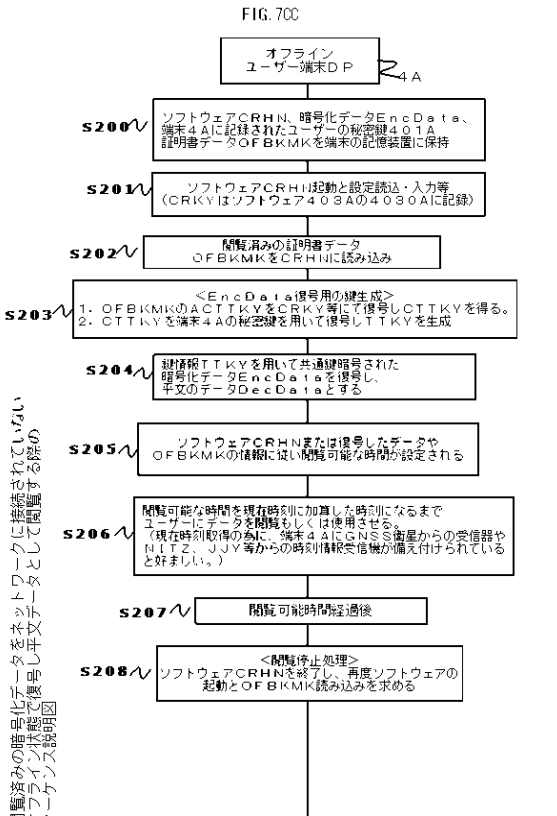 FIG. 7CC
オフライン
ユーザー端末DP
4A
S200
ソフトウェアCRHN、暗号化データEncData、
端末4Aに記録されたユーザーの秘密鍵401A
証明書データOFBKMKを端末の記憶装置に保持
S201
ソフトウェアCRHN起動と設定読込・入力等
(CRKYはソフトウェア403Aの4030Aに記録)
S202
閲覧済みの証明書データ
OFBKMKをCRHNに読み込み
S203
<EncData復号用の鍵生成>
1. OFBKMKのACTTKYをCRKY等にて復号しCTTKYを得る。
2. CTTKYを端末4Aの秘密鍵を用いて復号しTTKYを生成
S204
鍵情報TTKYを用いて共通鍵暗号された
暗号化データEncDataを復号し、
平文のデータDecDataとする
S205
ソフトウェアCRHNまたは復号したデータや
OFBKMKの情報に従い閲覧可能な時間が設定される
S206
閲覧可能な時間を現在時刻に加算した時刻になるまで
ユーザーにデータを閲覧もしくは使用させる。
(現在時刻取得の為に、端末4AにGNSS衛星からの受信器や
NITZ、JJY等からの時刻情報受信機が備え付けられている
と好ましい。)
S207
閲覧可能時間経過後
S208
<閲覧停止処理>
ソフトウェアCRHNを終了し、再度ソフトウェアの
起動とOFBKMK読み込みを求める
閲覧済みの暗号化データをネットワークに接続されていない
フライン状態で復号し平文データとして閲覧する際の
ーケンス説明図